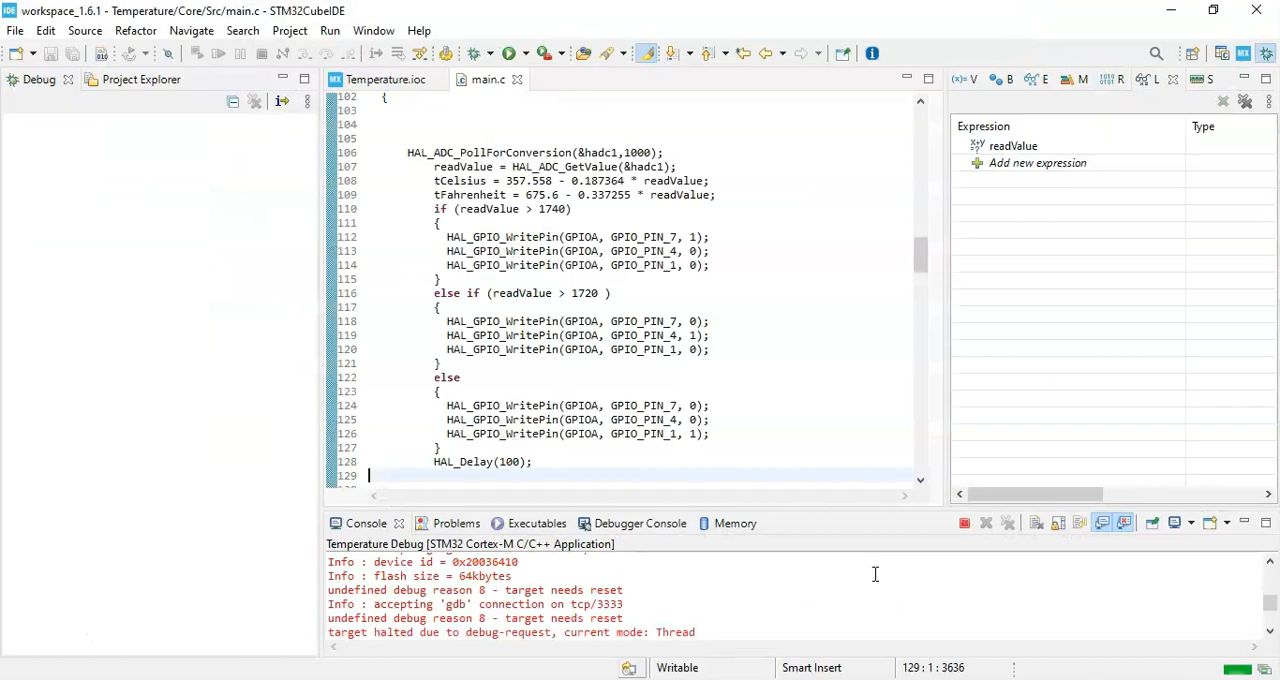 IDE workspace_1.6.1 - Temperature/Core/Src/main.c - STM32CubeIDE
File Edit Source Refactor Navigate Search Project Run Window Help
Debug Project Explorer
MX Temperature.ioc main.c
(x)= V B E M R L S
102 {
103
104
105
106 HAL_ADC_PollForConversion(&hadc1,1000);
107 readValue = HAL_ADC_GetValue(&hadc1);
108 tCelsius = 357.558 - 0.187364 * readValue;
109 tFahrenheit = 675.6 - 0.337255 * readValue;
110 if (readValue > 1740)
111 {
112 HAL_GPIO_WritePin(GPIOA, GPIO_PIN_7, 1);
113 HAL_GPIO_WritePin(GPIOA, GPIO_PIN_4, 0);
114 HAL_GPIO_WritePin(GPIOA, GPIO_PIN_1, 0);
115 }
116 else if (readValue > 1720 )
117 {
118 HAL_GPIO_WritePin(GPIOA, GPIO_PIN_7, 0);
119 HAL_GPIO_WritePin(GPIOA, GPIO_PIN_4, 1);
120 HAL_GPIO_WritePin(GPIOA, GPIO_PIN_1, 0);
121 }
122 else
123 {
124 HAL_GPIO_WritePin(GPIOA, GPIO_PIN_7, 0);
125 HAL_GPIO_WritePin(GPIOA, GPIO_PIN_4, 0);
126 HAL_GPIO_WritePin(GPIOA, GPIO_PIN_1, 1);
127 }
128 HAL_Delay(100);
129
Expression Type
readValue
Add new expression
Console Problems Executables Debugger Console Memory
Temperature Debug [STM32 Cortex-M C/C++ Application]
Info : device id = 0x20036410
Info : flash size = 64kbytes
undefined debug reason 8 - target needs reset
Info : accepting 'gdb' connection on tcp/3333
undefined debug reason 8 - target needs reset
target halted due to debug-request, current mode: Thread
Writable Smart Insert 129 : 1 : 3636